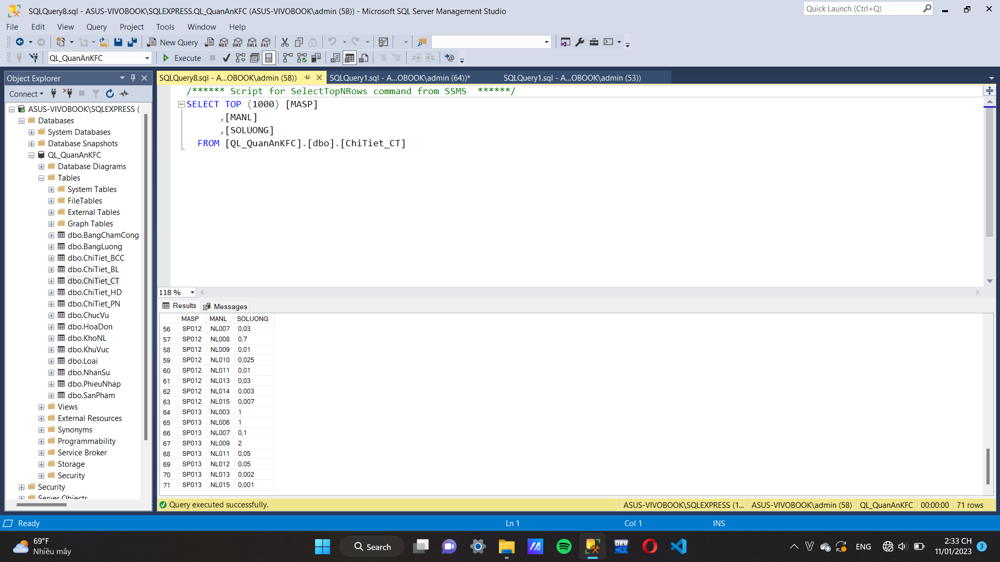 SQLQuery8.sql - ASUS-VIVOBOOK\SQLEXPRESS.QL_QuanAnKFC (ASUS-VIVOBOOK\admin (58)) - Microsoft SQL Server Management Studio
Quick Launch (Ctrl+Q)
File Edit View Query Project Tools Window Help
New Query MDX DMX XMLA DAX
QL_QuanAnKFC Execute
Object Explorer
Connect
ASUS-VIVOBOOK\SQLEXPRESS (
Databases
System Databases
Database Snapshots
QL_QuanAnKFC
Database Diagrams
Tables
System Tables
FileTables
External Tables
Graph Tables
dbo.BangChamCong
dbo.BangLuong
dbo.ChiTiet_BCC
dbo.ChiTiet_BL
dbo.ChiTiet_CT
dbo.ChiTiet_HD
dbo.ChiTiet_PN
dbo.ChucVu
dbo.HoaDon
dbo.KhoNL
dbo.KhuVuc
dbo.Loai
dbo.NhanSu
dbo.PhieuNhap
dbo.SanPham
Views
External Resources
Synonyms
Programmability
Service Broker
Storage
Security
Security
Server Objects
SQLQuery8.sql - A...OBOOK\admin (58)) SQLQuery1.sql - A...OBOOK\admin (64))* SQLQuery1.sql - A...OBOOK\admin (53))
/****** Script for SelectTopNRows command from SSMS ******/
SELECT TOP (1000) [MASP]
,[MANL]
,[SOLUONG]
FROM [QL_QuanAnKFC].[dbo].[ChiTiet_CT]
118 %
Results Messages
MASP MANL SOLUONG
56 SP012 NL007 0,03
57 SP012 NL008 0,7
58 SP012 NL009 0,01
59 SP012 NL010 0,025
60 SP012 NL011 0,01
61 SP012 NL013 0,03
62 SP012 NL014 0,003
63 SP012 NL015 0,007
64 SP013 NL003 1
65 SP013 NL006 1
66 SP013 NL007 0,1
67 SP013 NL009 2
68 SP013 NL011 0,05
69 SP013 NL012 0,05
70 SP013 NL013 0,002
71 SP013 NL015 0,001
Query executed successfully. ASUS-VIVOBOOK\SQLEXPRESS (1... ASUS-VIVOBOOK\admin (58) QL_QuanAnKFC 00:00:00 71 rows
Ready Ln 1 Col 1 INS
69°F
Nhiều mây
Search
DEV
ENG
2:33 CH
11/01/2023
3